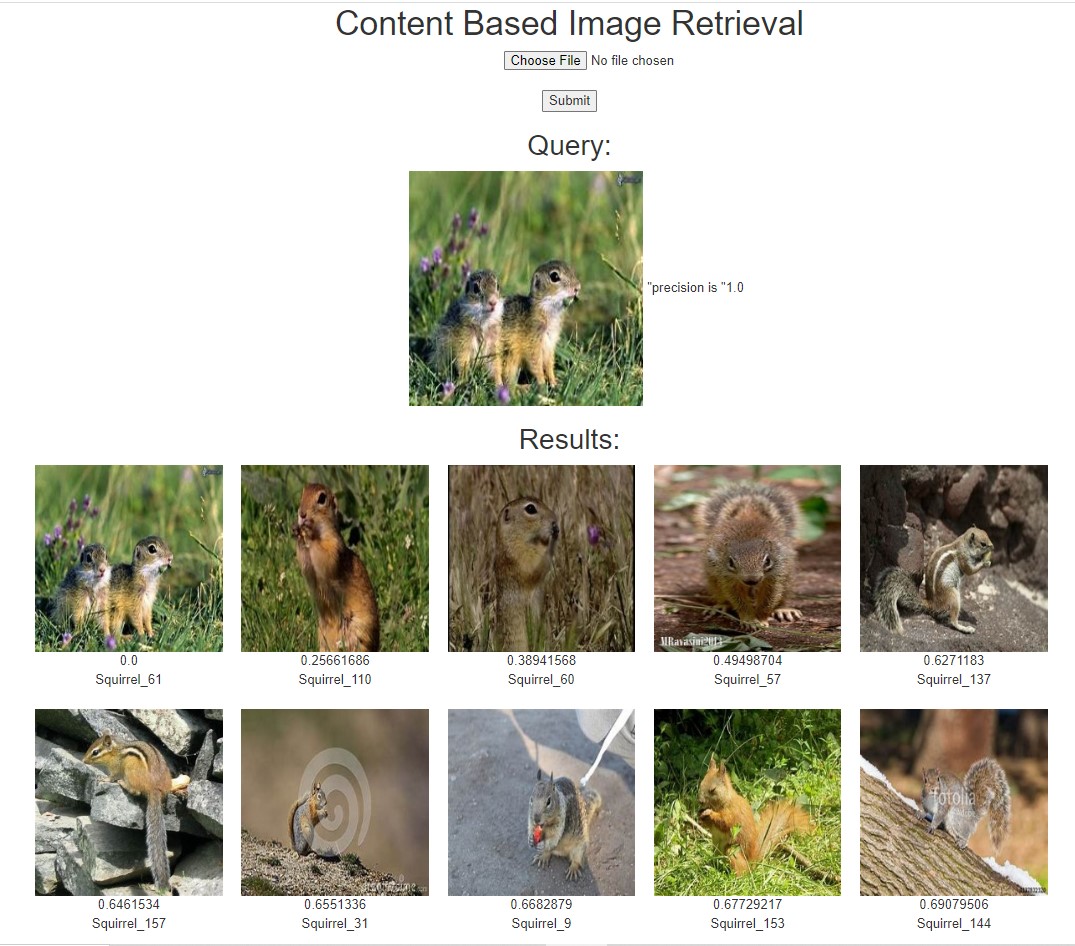 Content Based Image Retrieval
Choose File No file chosen
Submit
Query:
"precision is "1.0
Results:
0.0
Squirrel_61
0.25661686
Squirrel_110
0.38941568
Squirrel_60
MRavasini2013
0.49498704
Squirrel_57
0.6271183
Squirrel_137
0.6461534
Squirrel_157
0.6551336
Squirrel_31
0.6682879
Squirrel_9
0.67729217
Squirrel_153
fotolia
0.69079506
Squirrel_144